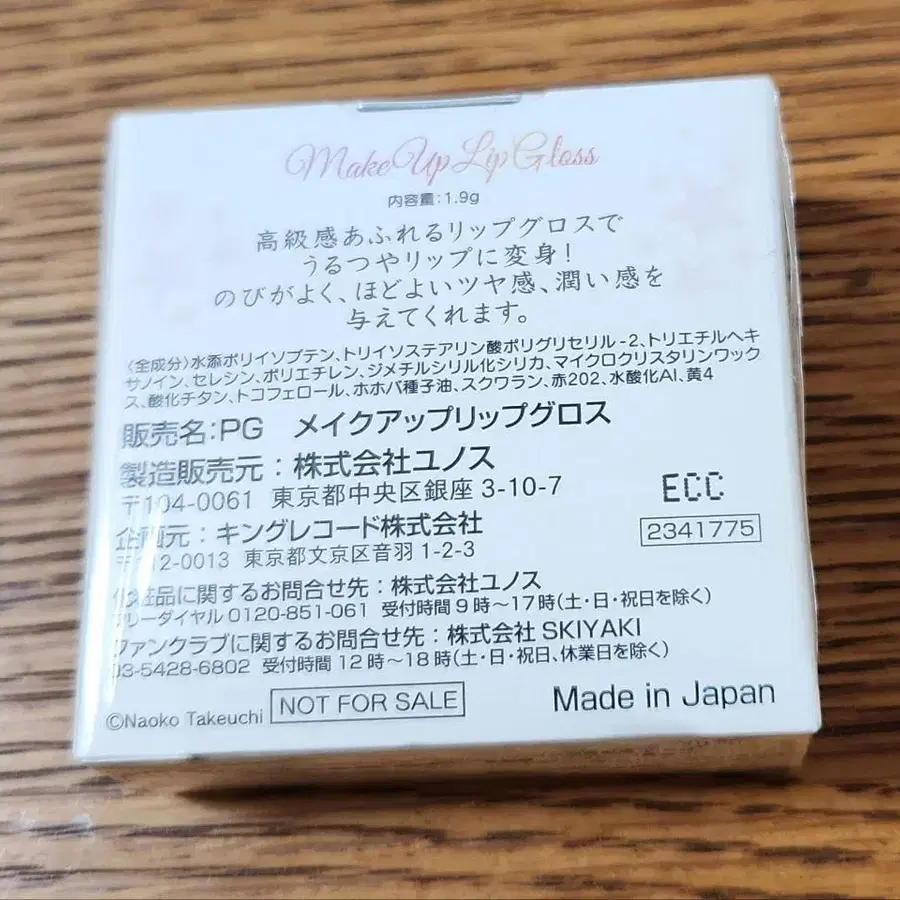 Make Up Lip Gloss
内容量:1.9g
高級感あふれるリップグロスで
うるつやリップに変身!
のびがよく、ほどよいツヤ感、潤い感を
与えてくれます。
〈全成分〉水添ポリイソブテン、トリイソステアリン酸ポリグリセリル-2、トリエチルヘキ
サノイン、セレシン、ポリエチレン、ジメチルシリル化シリカ、マイクロクリスタリンワック
ス、酸化チタン、トコフェロール、ホホバ種子油、スクワラン、赤202、水酸化Al、黄4
販売名:PG メイクアップリップグロス
製造販売元:株式会社ユノス
〒104-0061 東京都中央区銀座 3-10-7
ECC
企画元:キングレコード株式会社
2341775
〒112-0013 東京都文京区音羽 1-2-3
化粧品に関するお問合せ先:株式会社ユノス
フリーダイヤル 0120-851-061 受付時間 9時〜17時(土・日・祝日を除く)
ファンクラブに関するお問合せ先:株式会社 SKIYAKI
03-5428-6802 受付時間 12時〜18時(土・日・祝日、休業日を除く)
©Naoko Takeuchi NOT FOR SALE Made in Japan